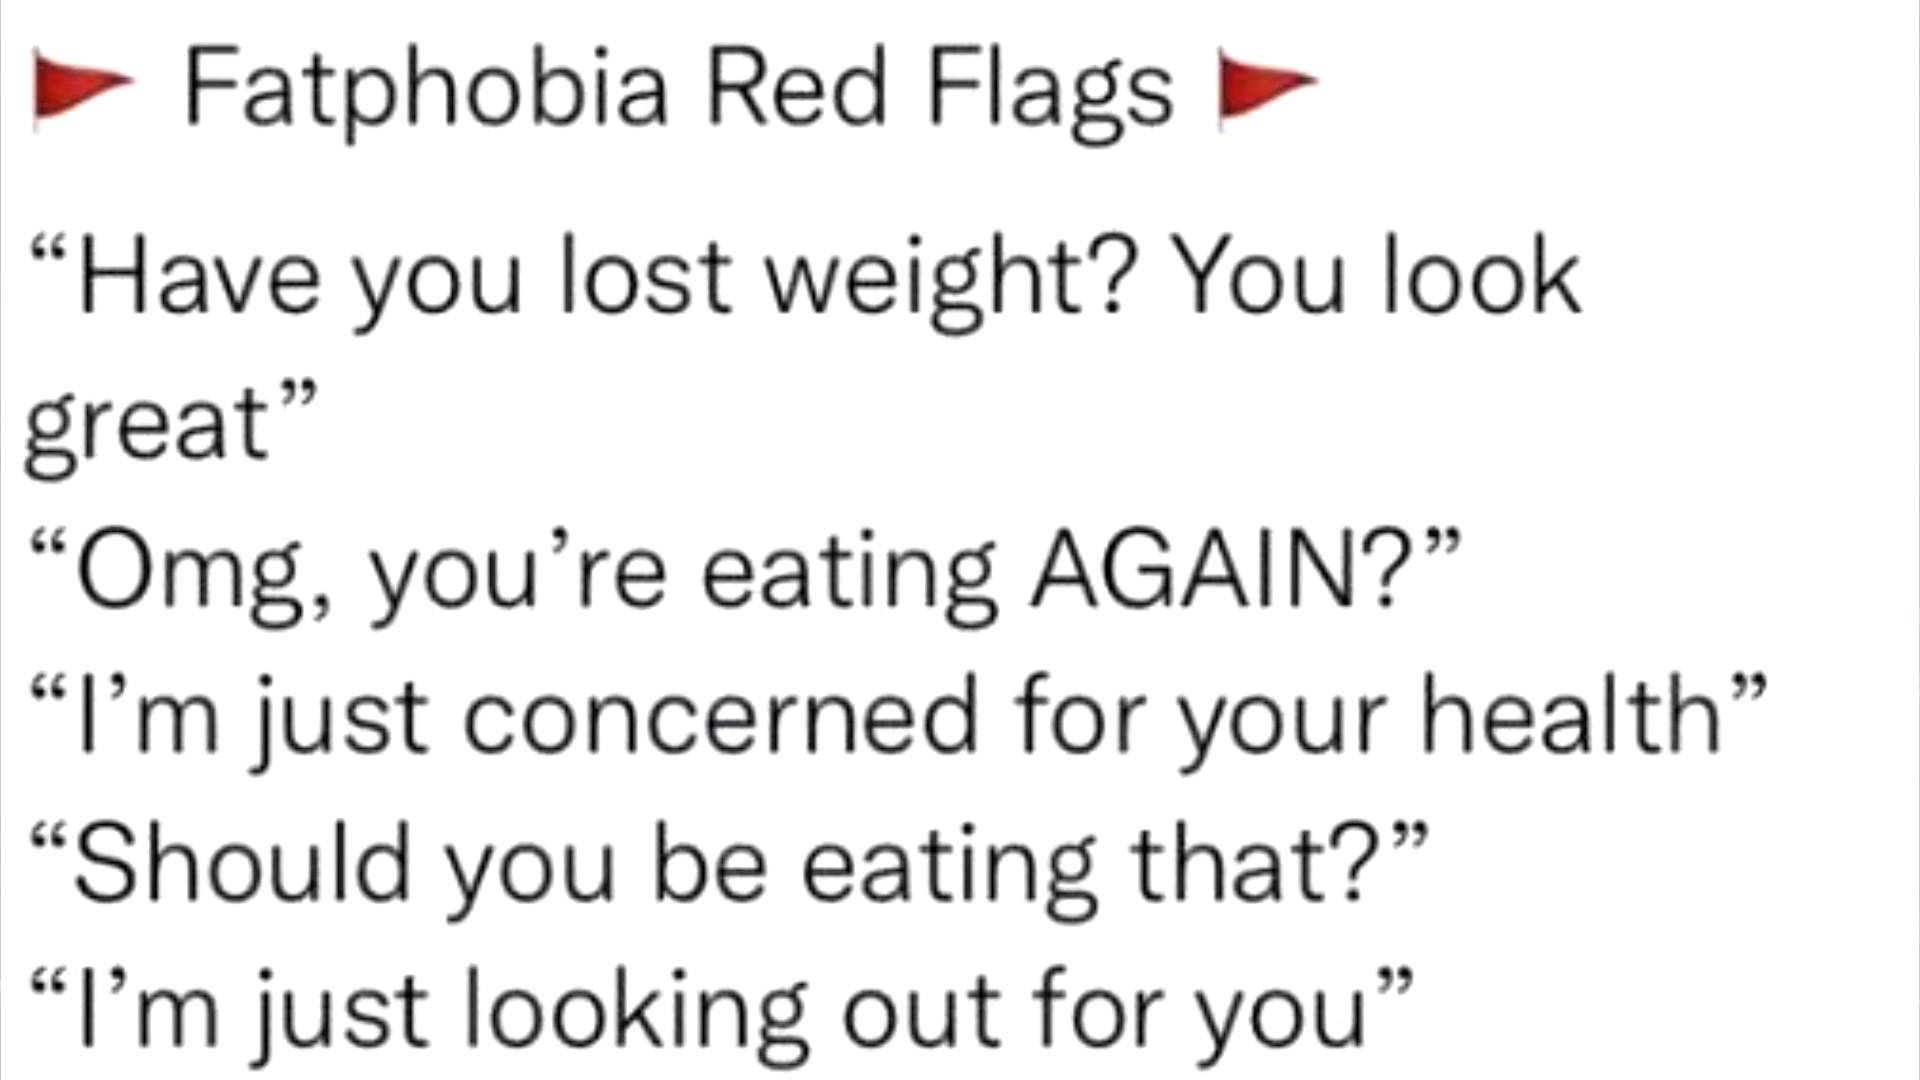 🚩 Fatphobia Red Flags 🚩
“Have you lost weight? You look
great”
“Omg, you’re eating AGAIN?”
“I’m just concerned for your health”
“Should you be eating that?”
“I’m just looking out for you”